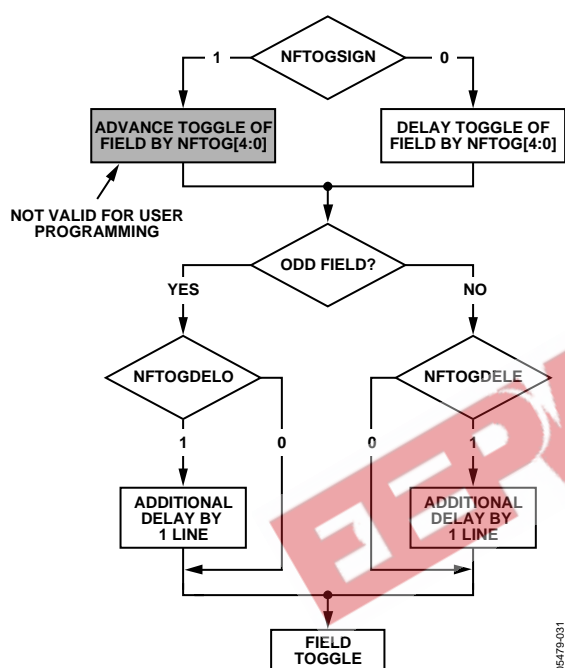 NFTOGSIGN
1
0
ADVANCE TOGGLE OF
FIELD BY NFTOG[4:0]
DELAY TOGGLE OF
FIELD BY NFTOG[4:0]
NOT VALID FOR USER
PROGRAMMING
ODD FIELD?
YES
NO
NFTOGDELO
NFTOGDELE
1
0
0
1
ADDITIONAL
DELAY BY
1 LINE
ADDITIONAL
DELAY BY
1 LINE
FIELD
TOGGLE
05479-031